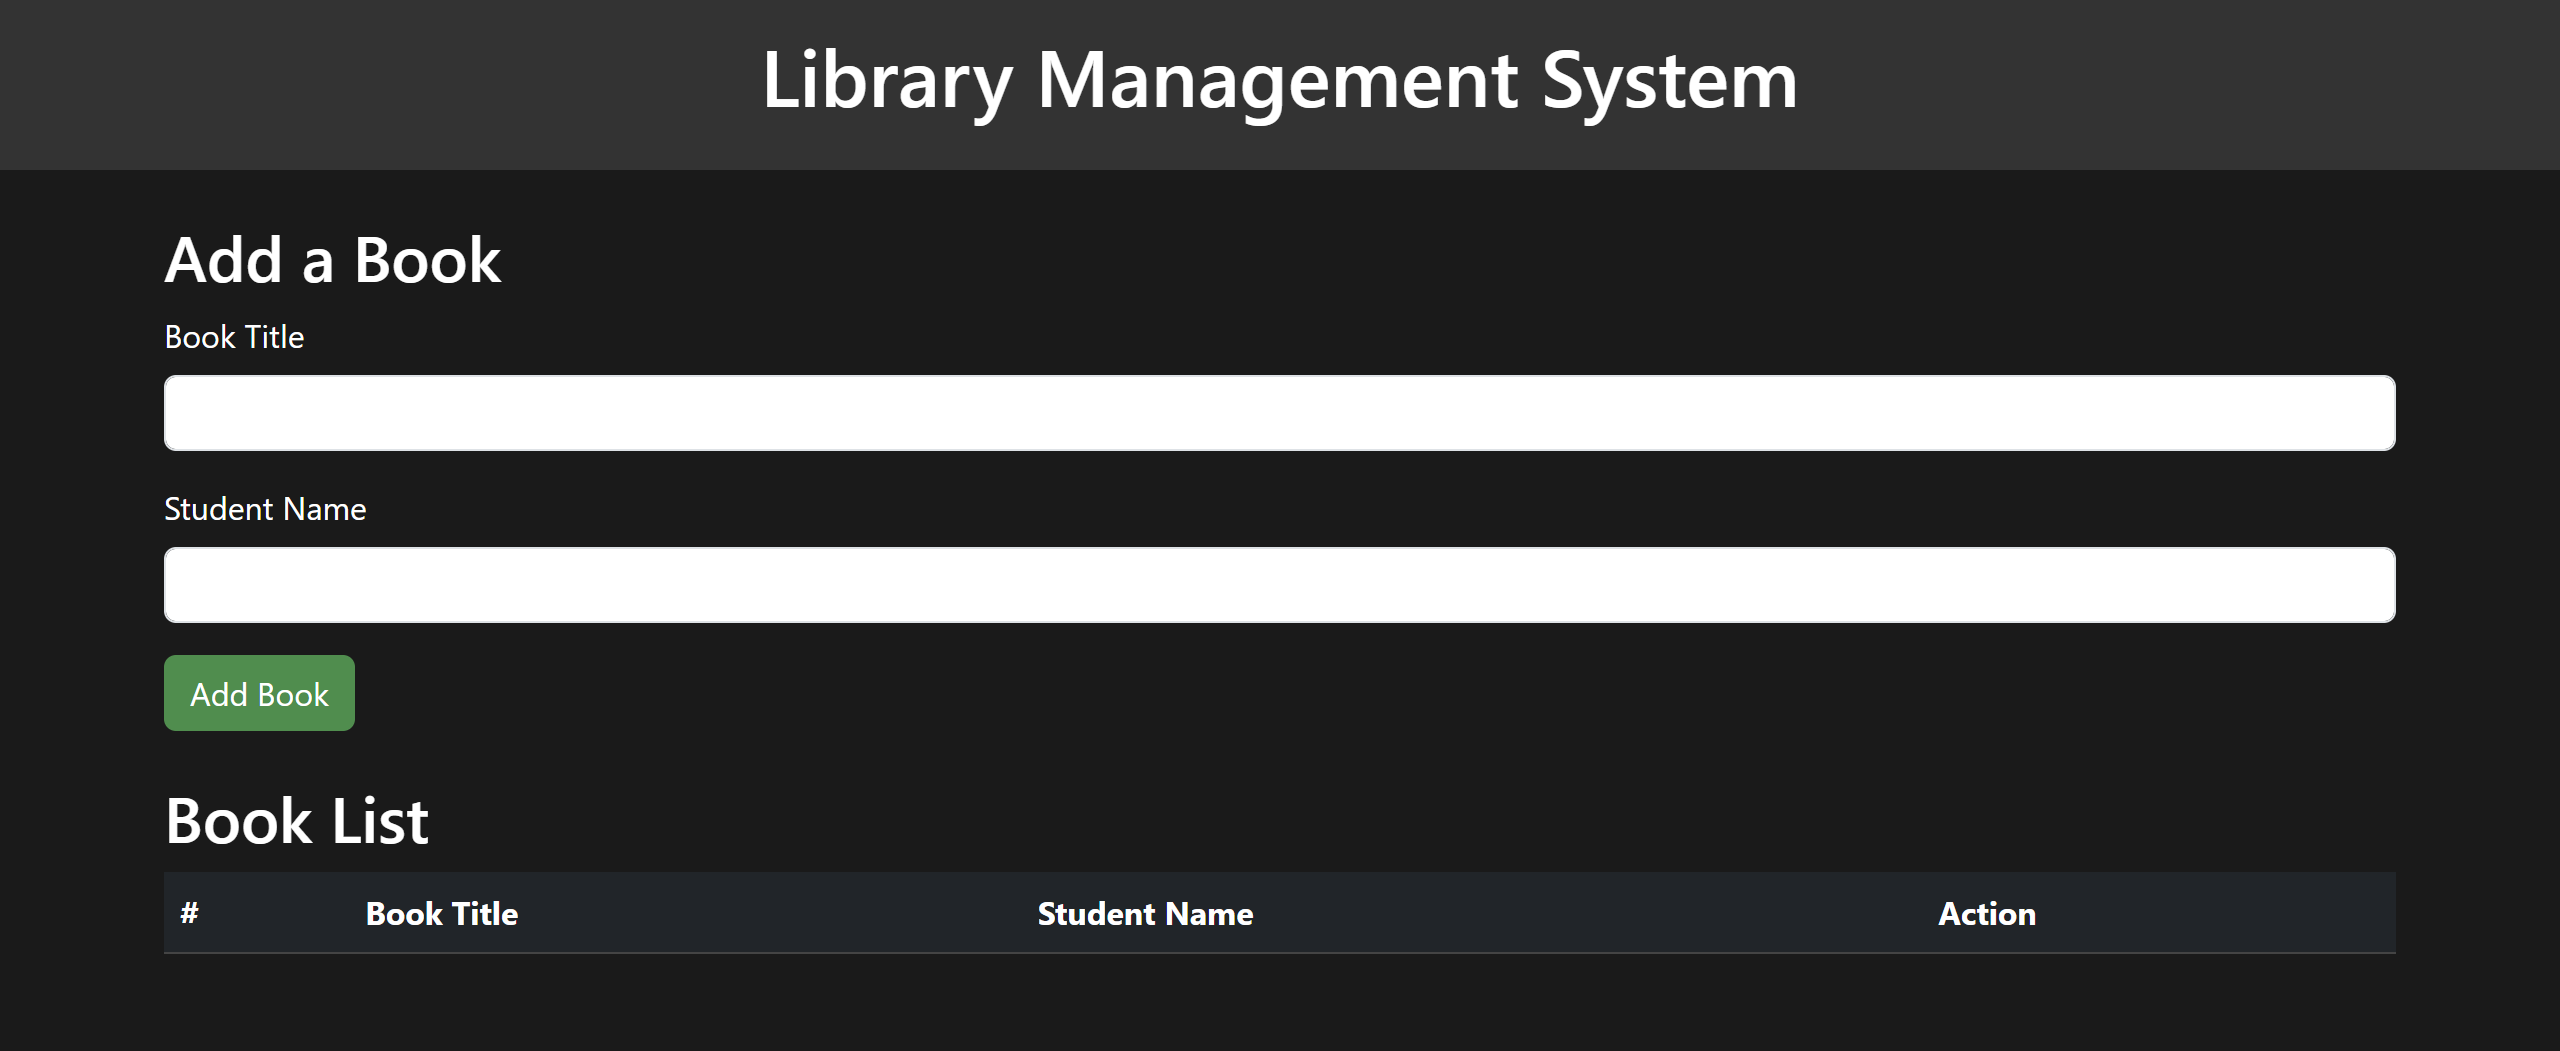 Library Management System
Add a Book
Book Title
Student Name
Add Book
Book List
# Book Title Student Name Action